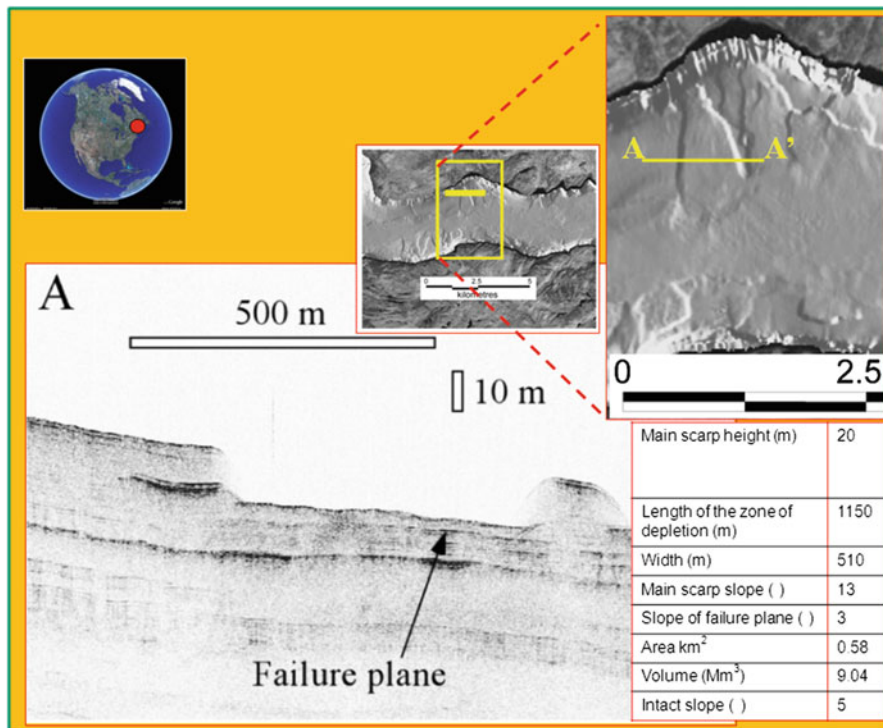 A A'
0 2.5 5
kilometres
0 2.5
A
500 m
10 m
Failure plane
Main scarp height (m) 20
Length of the zone of
depletion (m) 1150
Width (m) 510
Main scarp slope ( ) 13
Slope of failure plane ( ) 3
Area km² 0.58
Volume (Mm³) 9.04
Intact slope ( ) 5